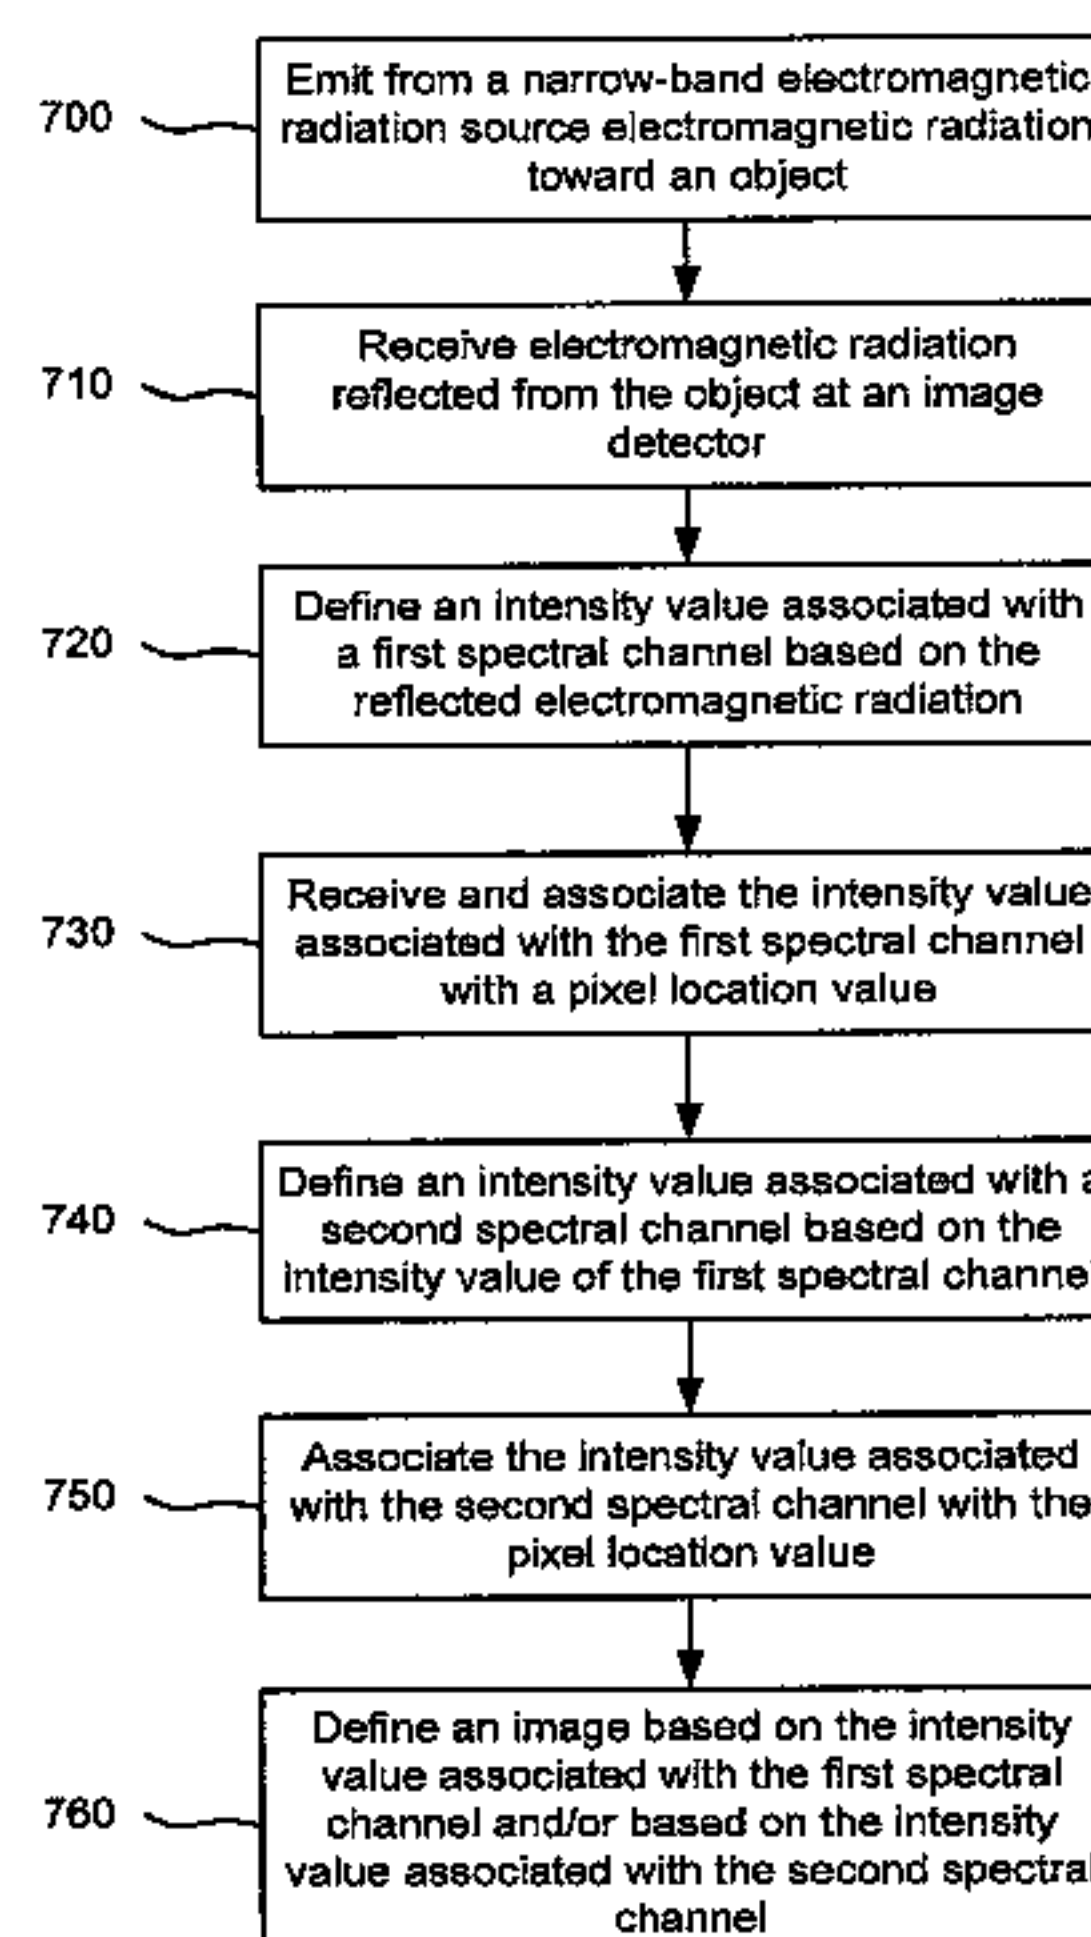 700
Emit from a narrow-band electromagnetic
radiation source electromagnetic radiation
toward an object
710
Receive electromagnetic radiation
reflected from the object at an image
detector
720
Define an intensity value associated with
a first spectral channel based on the
reflected electromagnetic radiation
730
Receive and associate the intensity value
associated with the first spectral channel
with a pixel location value
740
Define an intensity value associated with a
second spectral channel based on the
intensity value of the first spectral channel
750
Associate the intensity value associated
with the second spectral channel with the
pixel location value
760
Define an image based on the intensity
value associated with the first spectral
channel and/or based on the intensity
value associated with the second spectral
channel